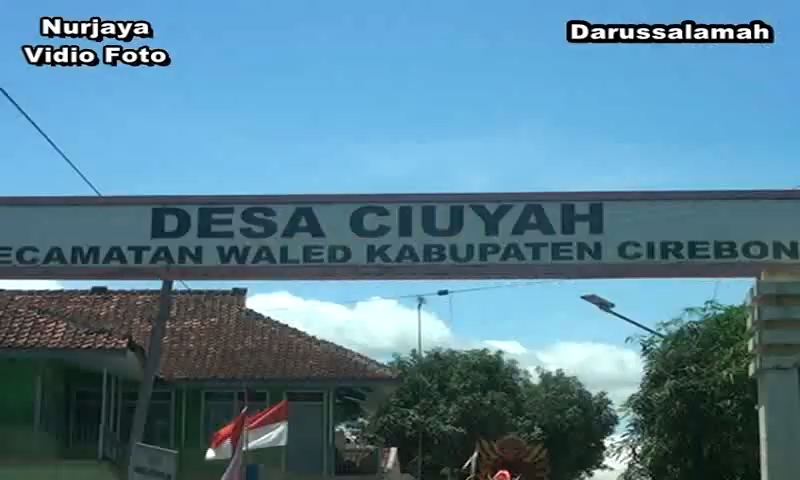 Nurjaya
Vidio Foto
Darussalamah
DESA CIUYAH
ECAMATAN WALED KABUPATEN CIREBON